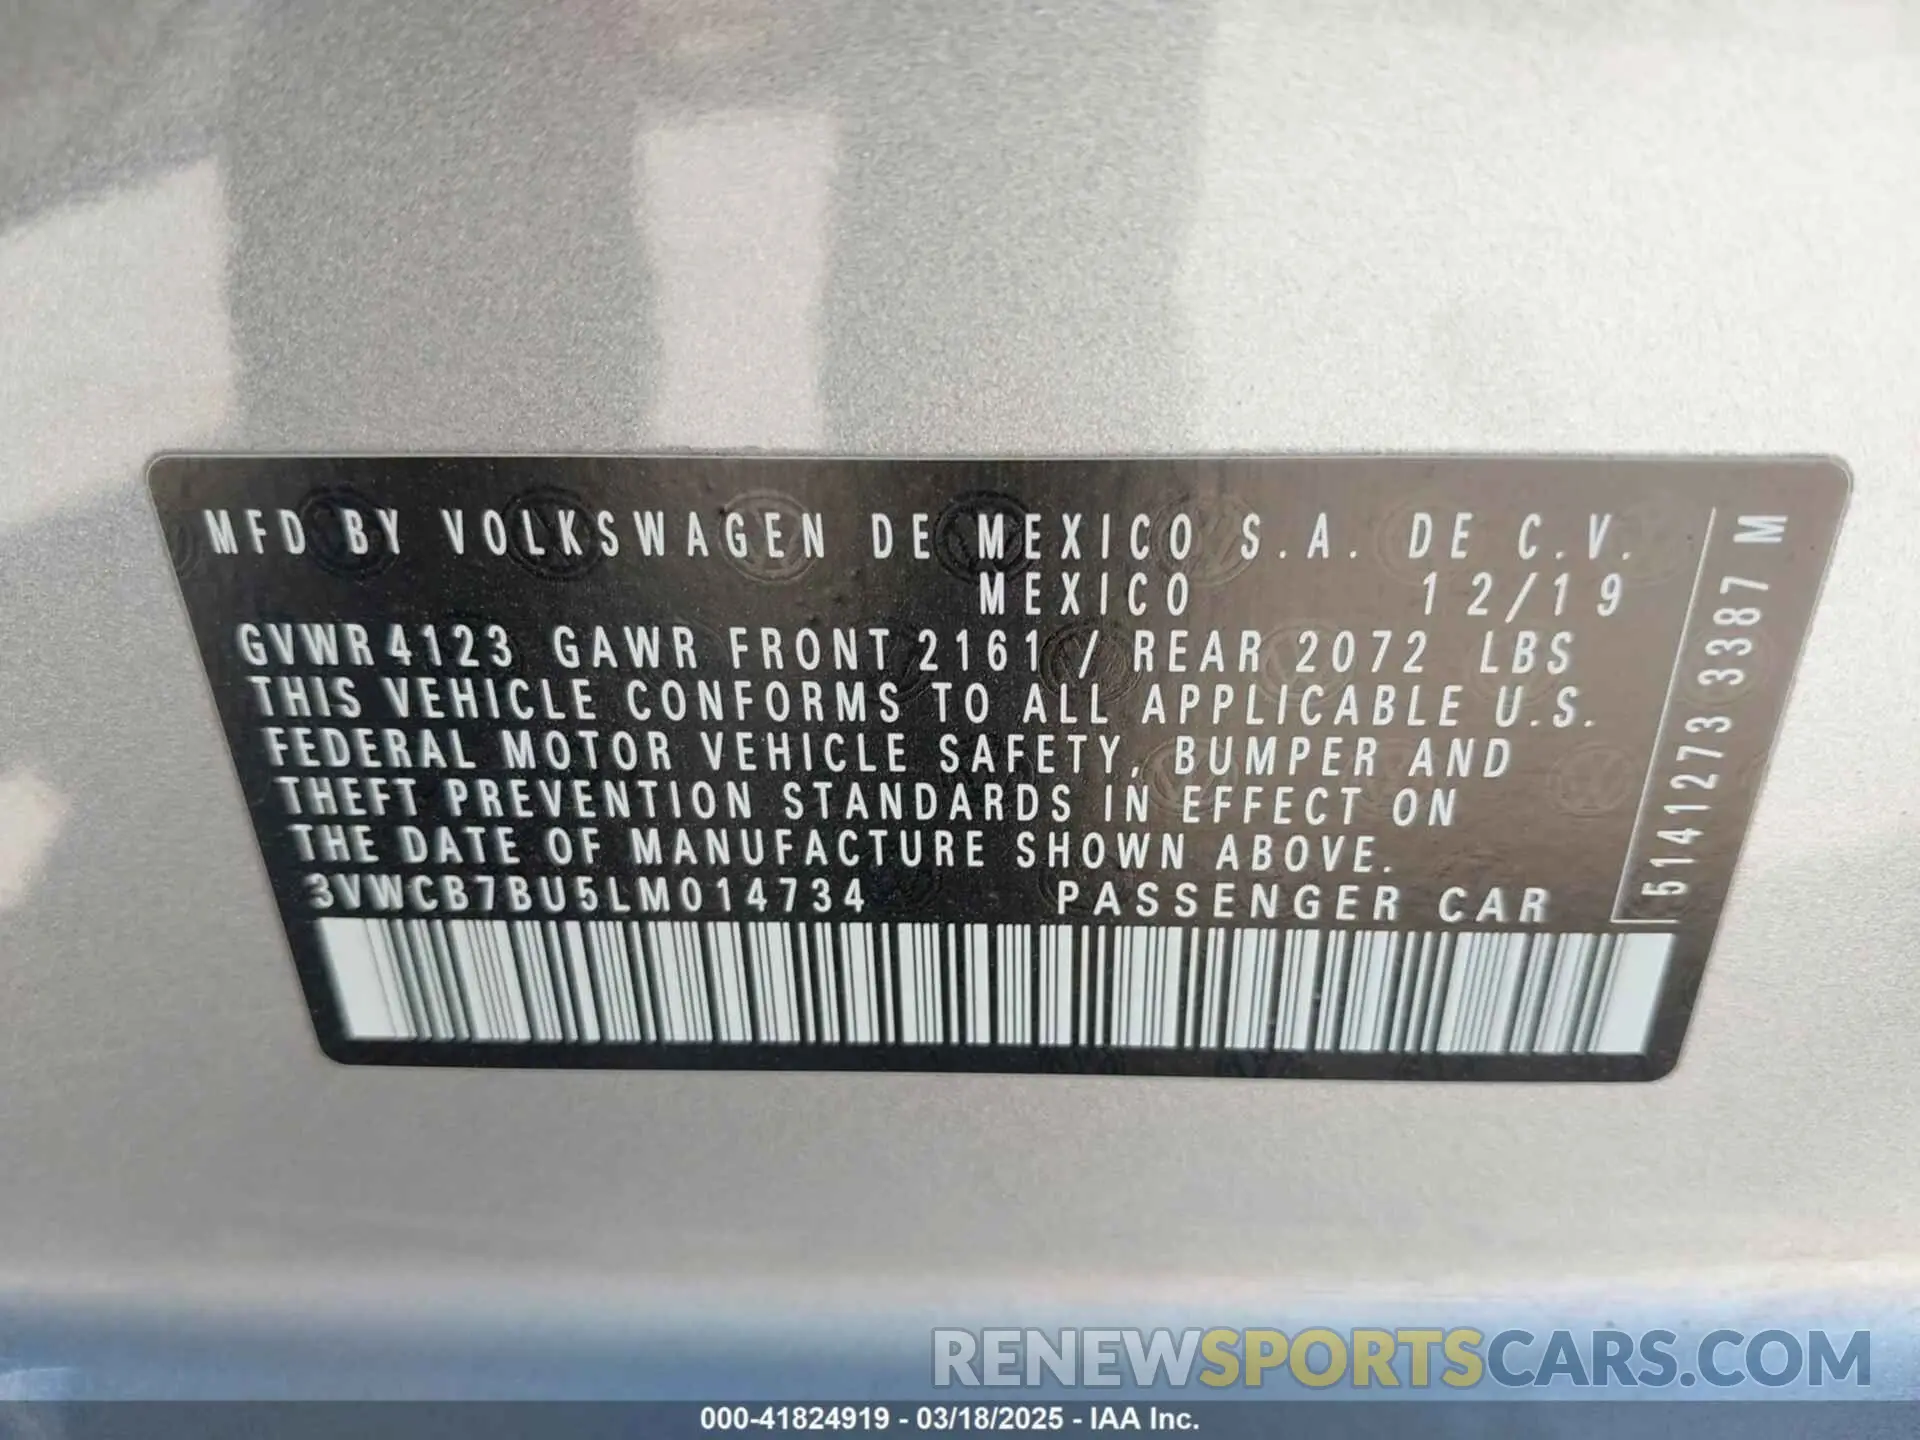 MFD BY VOLKSWAGEN DE MEXICO S.A. DE C.V.
MEXICO 12/19
GVWR 4123 GAWR FRONT 2161 / REAR 2072 LBS
THIS VEHICLE CONFORMS TO ALL APPLICABLE U.S.
FEDERAL MOTOR VEHICLE SAFETY, BUMPER AND
THEFT PREVENTION STANDARDS IN EFFECT ON
THE DATE OF MANUFACTURE SHOWN ABOVE.
3VWCB7BU5LM014734 PASSENGER CAR
5141273 3387 M
RENEWSPORTSCARS.COM
000-41824919 - 03/18/2025 - IAA Inc.